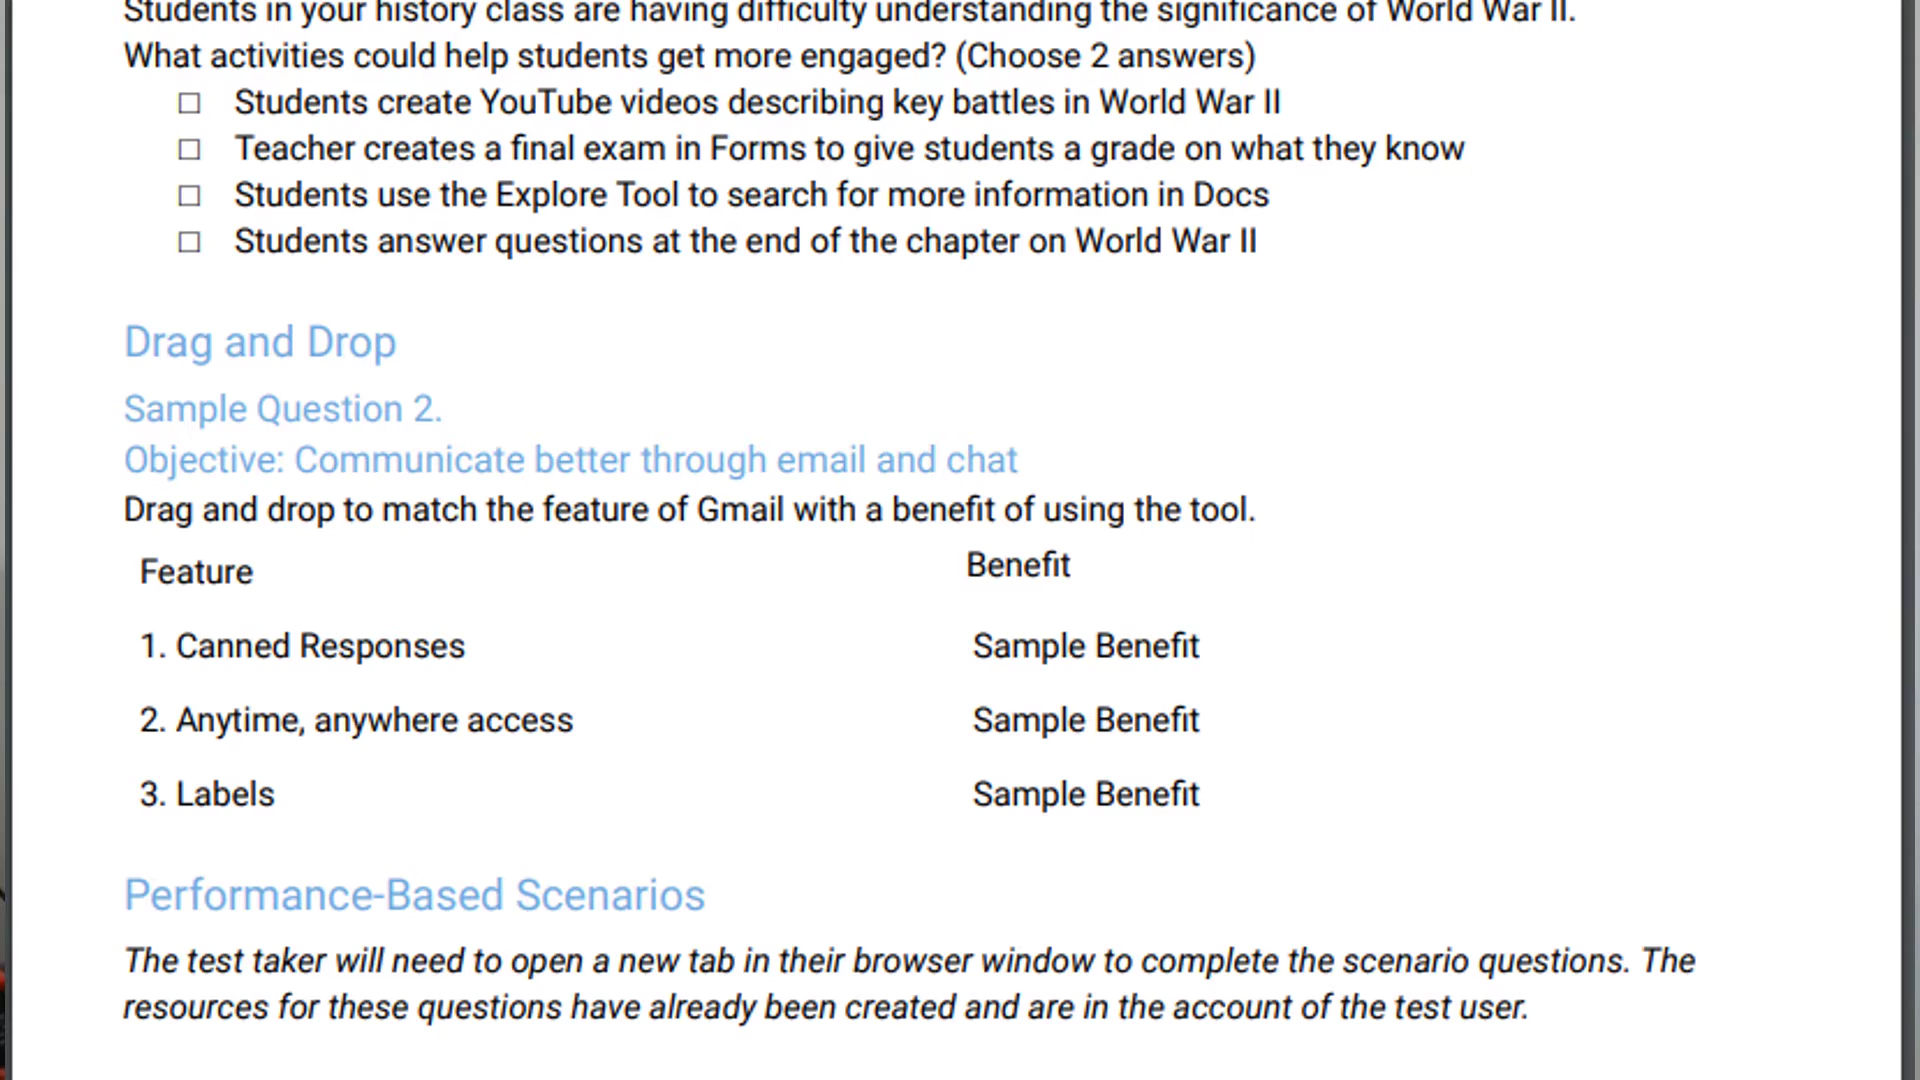 Students in your history class are having difficulty understanding the significance of World War II.
What activities could help students get more engaged? (Choose 2 answers)
☐ Students create YouTube videos describing key battles in World War II
☐ Teacher creates a final exam in Forms to give students a grade on what they know
☐ Students use the Explore Tool to search for more information in Docs
☐ Students answer questions at the end of the chapter on World War II
Drag and Drop
Sample Question 2.
Objective: Communicate better through email and chat
Drag and drop to match the feature of Gmail with a benefit of using the tool.
Feature Benefit
1. Canned Responses Sample Benefit
2. Anytime, anywhere access Sample Benefit
3. Labels Sample Benefit
Performance-Based Scenarios
The test taker will need to open a new tab in their browser window to complete the scenario questions. The
resources for these questions have already been created and are in the account of the test user.